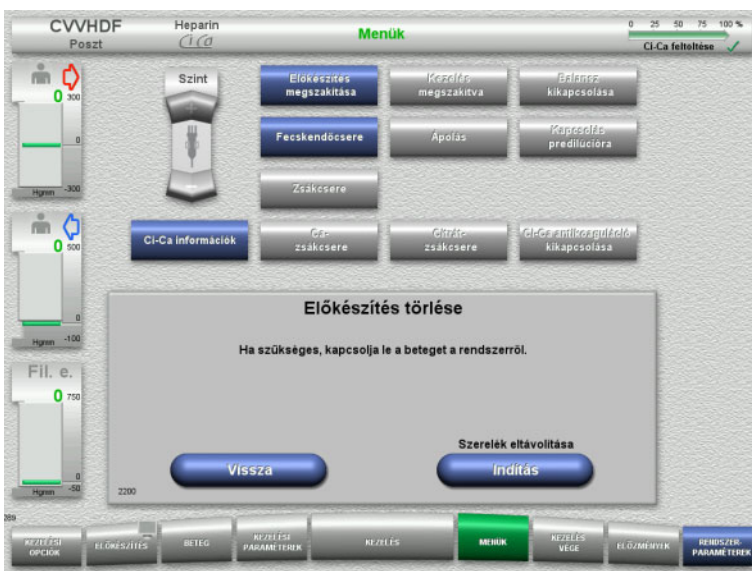 CVVHDF
Poszt
Heparin
Ci Ca
Menük
0 25 50 75 100 %
Ci-Ca feltöltése
0
300
0
-300
Hgmm
0
500
0
-100
Hgmm
Fil. e.
0
750
0
-50
Hgmm
Szint
Előkészítés
megszakítása
Kezelés
megszakítva
Balansz
kikapcsolása
Fecskendőcsere
Ápolás
Kapcsolás
predilúcióra
Zsákcsere
Ci-Ca információk
Ca-
zsákcsere
Citrát-
zsákcsere
Ci-Ca antikoaguláció
kikapcsolása
Előkészítés törlése
Ha szükséges, kapcsolja le a beteget a rendszerről.
Szerelék eltávolítása
Vissza
Indítás
2200
269
KEZELÉSI
OPCIÓK
ELŐKÉSZÍTÉS
BETEG
KEZELÉSI
PARAMÉTEREK
KEZELÉS
MENÜK
KEZELÉS
VÉGE
ELŐZMÉNYEK
RENDSZER-
PARAMÉTEREK